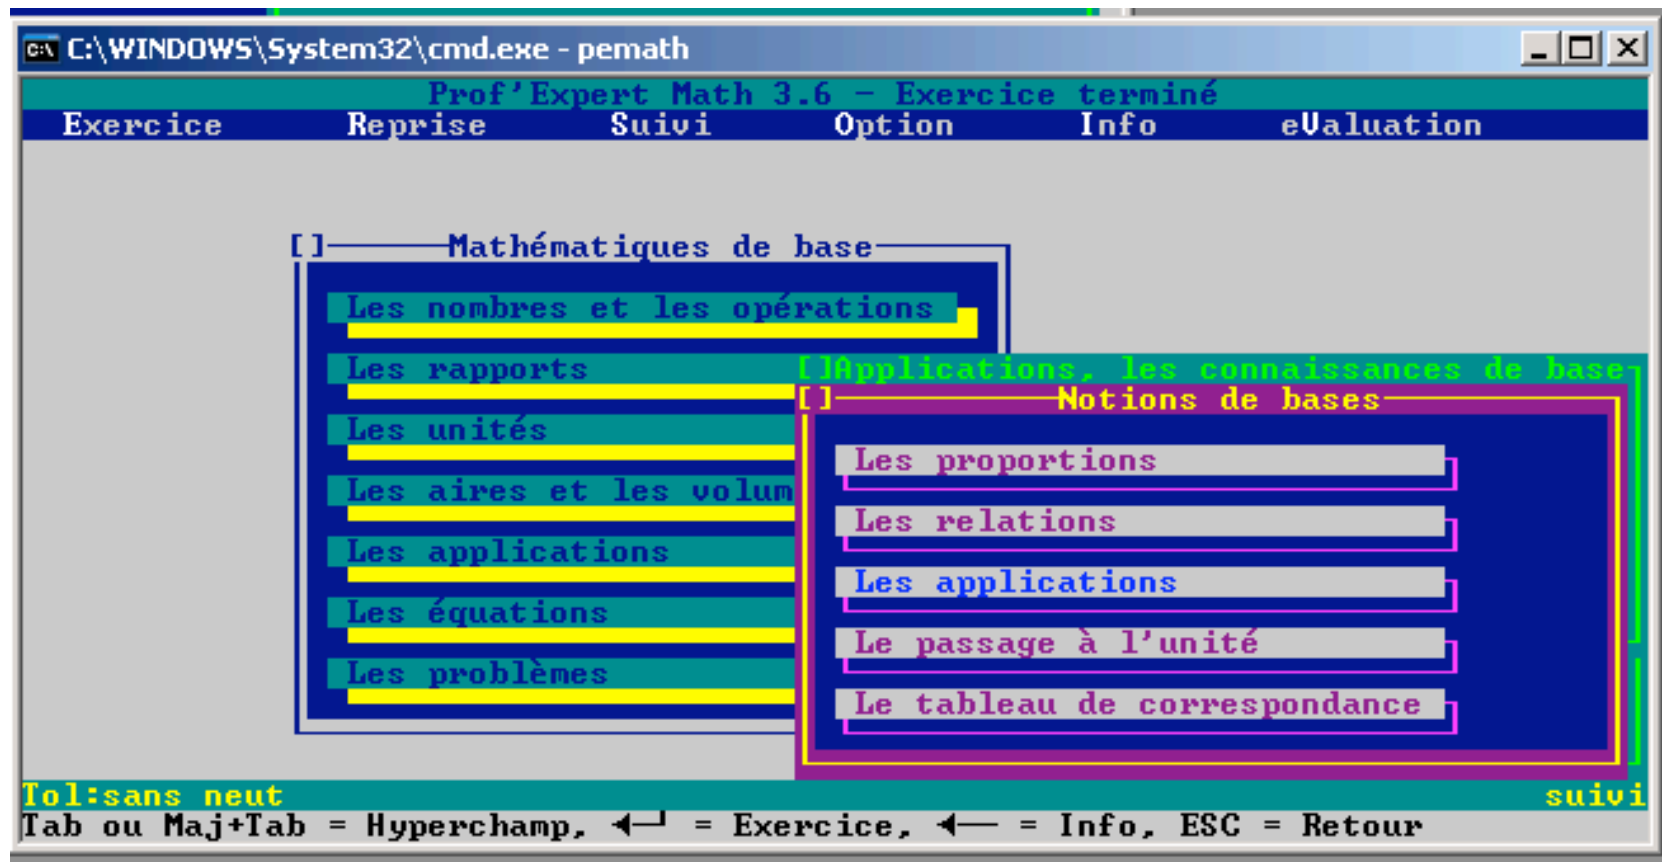 C:\WINDOWS\System32\cmd.exe - pemath
Prof'Expert Math 3.6 - Exercice terminé
Exercice Reprise Suivi Option Info eValuation
[ ] Mathématiques de base
Les nombres et les opérations
Les rapports
Les unités
Les aires et les volum
Les applications
Les équations
Les problèmes
[ ]Applications, les connaissances de base
[ ] Notions de bases
Les proportions
Les relations
Les applications
Le passage à l'unité
Le tableau de correspondance
Tol:sans neut suivi
Tab ou Maj+Tab = Hyperchamp, ◄┘ = Exercice, ◄─ = Info, ESC = Retour